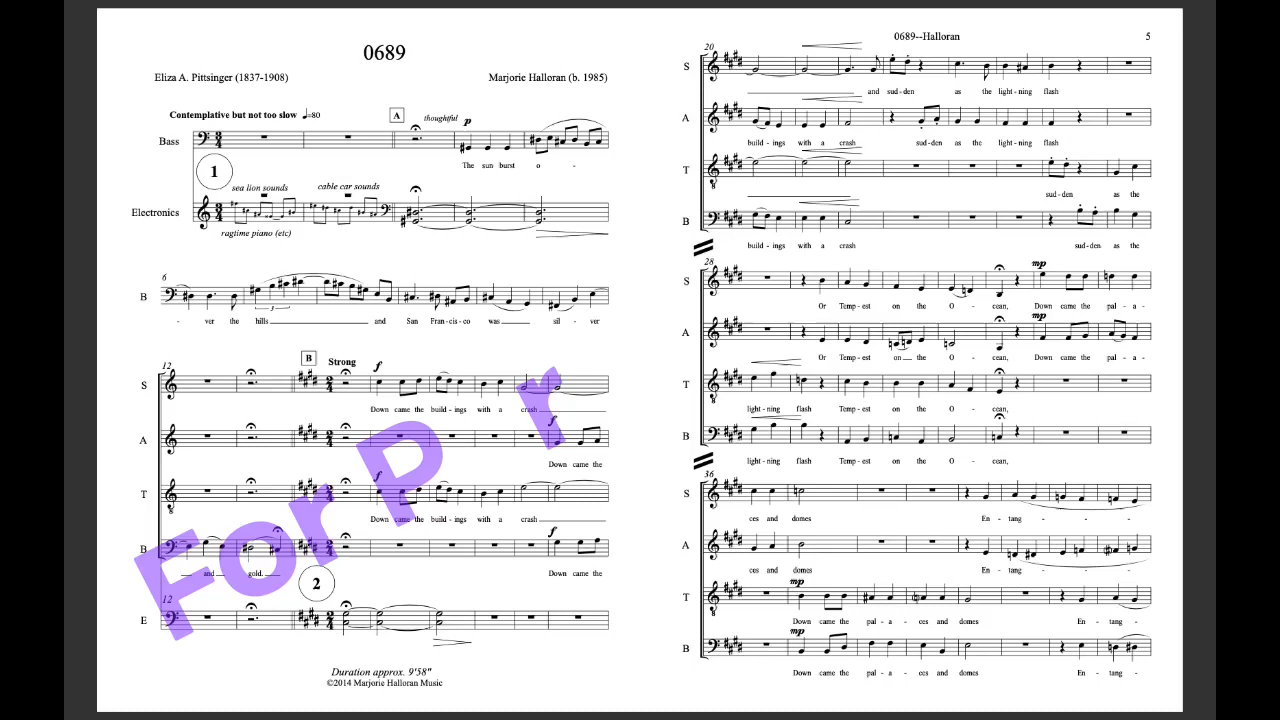 0689
Eliza A. Pittsinger (1837-1908)
Marjorie Halloran (b. 1985)
Contemplative but not too slow ♩=80
A
thoughtful
p
Bass
The sun burst o -
1
sea lion sounds
cable car sounds
Electronics
ragtime piano (etc)
6
B
- ver the hills and San Fran - cis - co was sil - ver
3
12
B
Strong
f
S
Down came the build - ings with a crash
f
A
Down came the
f
T
Down came the build - ings with a crash
f
B
and gold. Down came the
12
2
E
For P r
Duration approx. 9'58"
©2014 Marjorie Halloran Music
0689--Halloran
5
20
S
and sud - den as the light - ning flash
A
build - ings with a crash sud - den as the light - ning flash
T
sud - den as the
B
build - ings with a crash sud - den as the
28
mp
S
Or Temp - est on the O - cean, Down came the pal - a -
mp
A
Or Temp - est on the O - cean, Down came the pal - a -
T
light - ning flash Temp - est on the O - cean,
B
light - ning flash Temp - est on the O - cean,
36
S
ces and domes En - tang -
A
ces and domes En - tang -
mp
T
Down came the pal - a - ces and domes En - tang -
mp
B
Down came the pal - a - ces and domes En - tang -